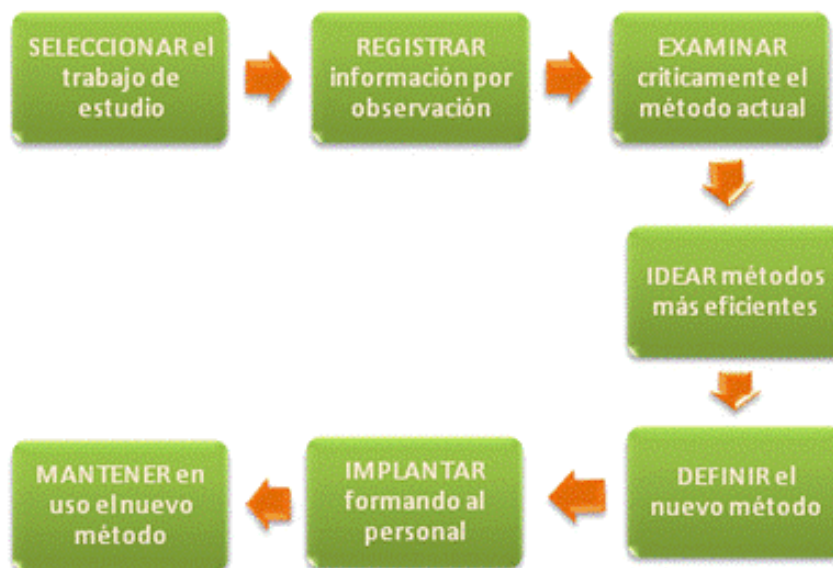 SELECCIONAR el
trabajo de
estudio
REGISTRAR
información por
observación
EXAMINAR
criticamente el
método actual
IDEAR métodos
más eficientes
DEFINIR el
nuevo método
IMPLANTAR
formando al
personal
MANTENER en
uso el nuevo
método